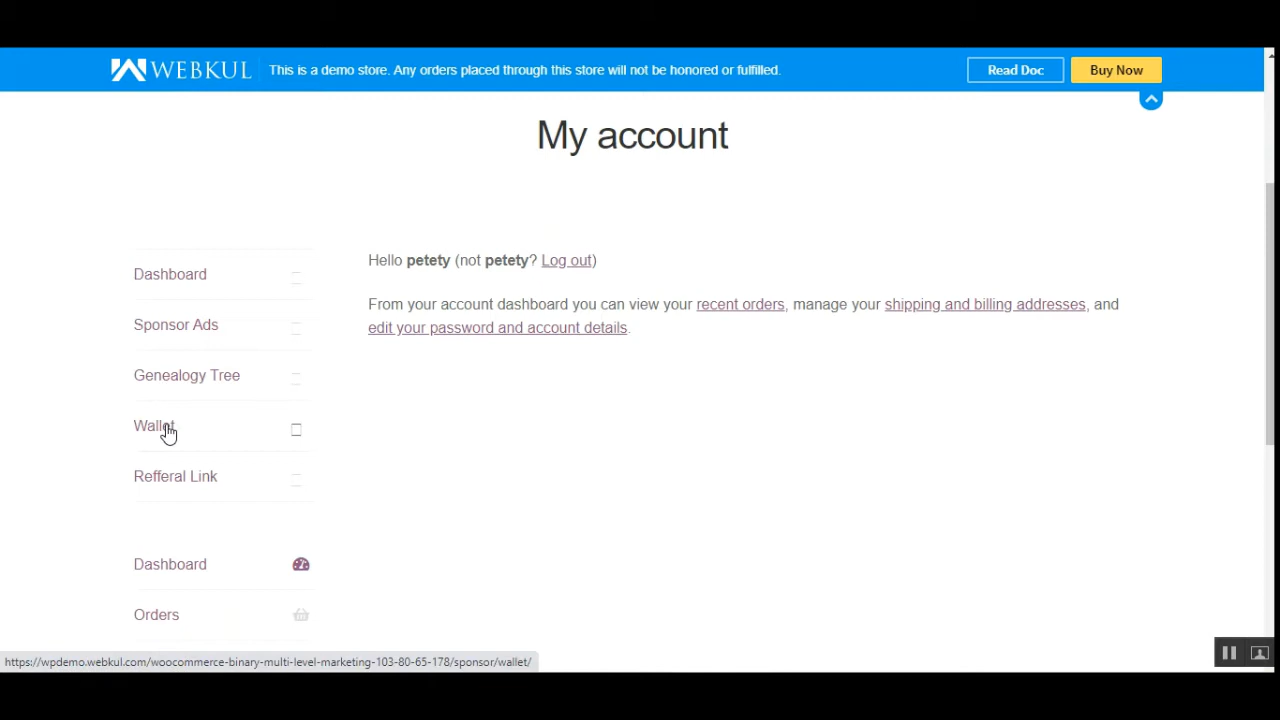 WEBKUL This is a demo store. Any orders placed through this store will not be honored or fulfilled. Read Doc Buy Now
My account
Hello petety (not petety? Log out)
From your account dashboard you can view your recent orders, manage your shipping and billing addresses, and
edit your password and account details.
Dashboard
Sponsor Ads
Genealogy Tree
Wallet
Refferal Link
Dashboard
Orders
https://wpdemo.webkul.com/woocommerce-binary-multi-level-marketing-103-80-65-178/sponsor/wallet/